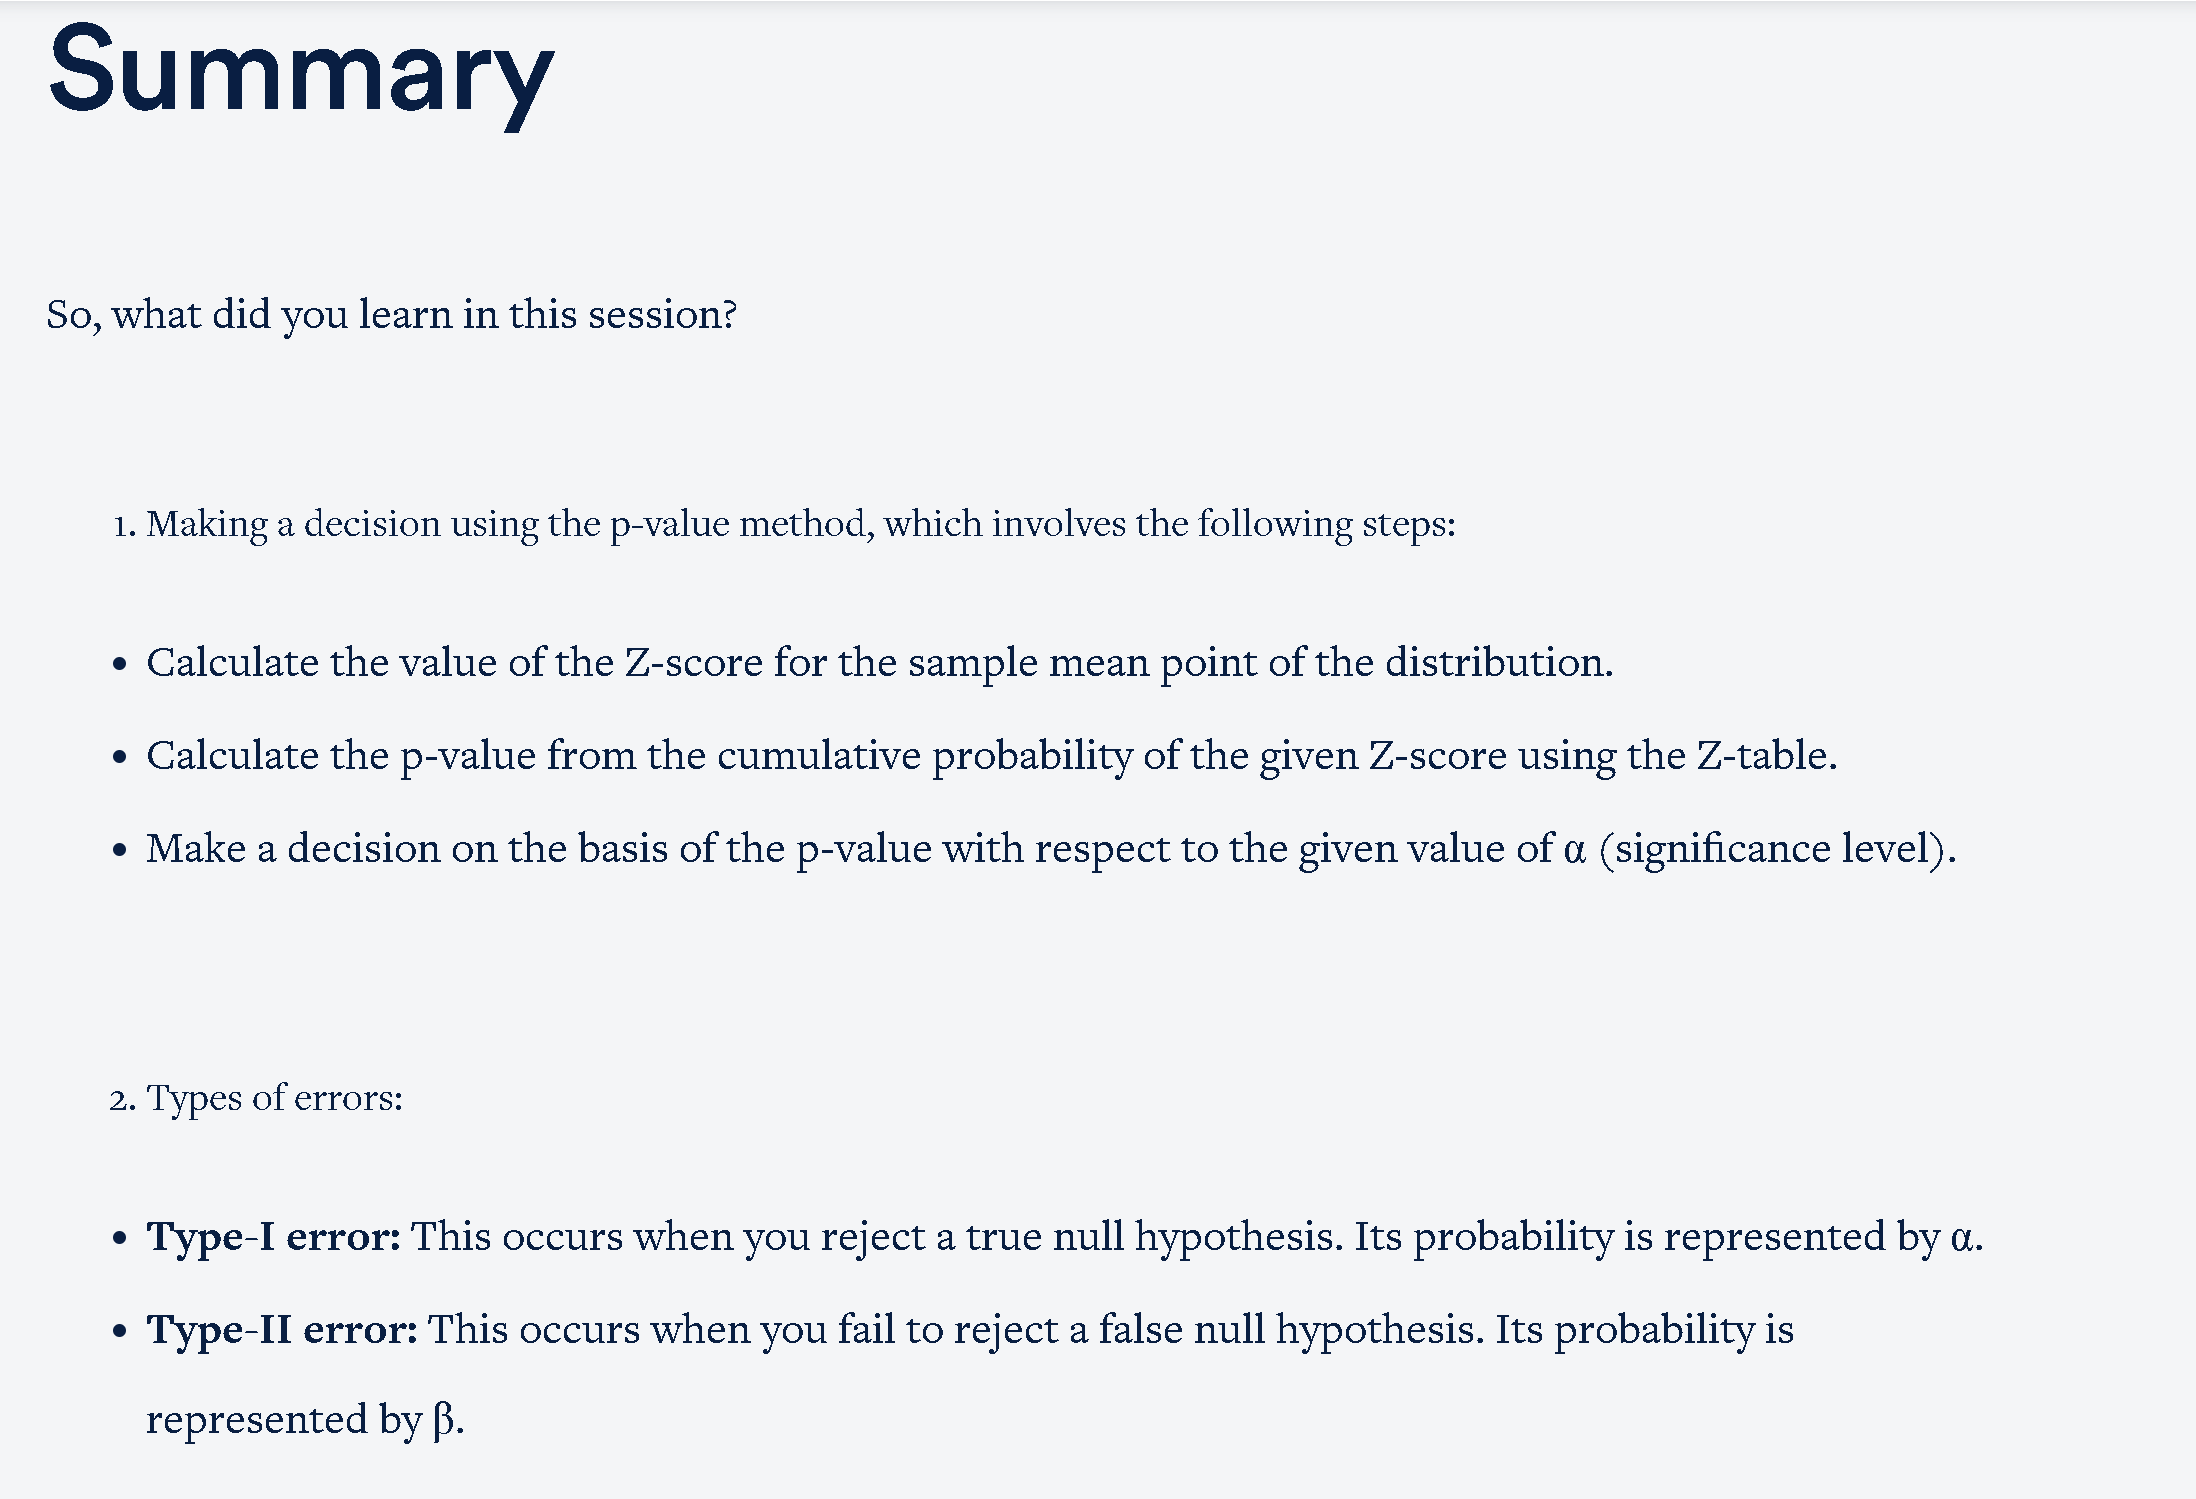 Summary
So, what did you learn in this session?
1. Making a decision using the p-value method, which involves the following steps:
• Calculate the value of the Z-score for the sample mean point of the distribution.
• Calculate the p-value from the cumulative probability of the given Z-score using the Z-table.
• Make a decision on the basis of the p-value with respect to the given value of α (significance level).
2. Types of errors:
• Type-I error: This occurs when you reject a true null hypothesis. Its probability is represented by α.
• Type-II error: This occurs when you fail to reject a false null hypothesis. Its probability is
represented by β.